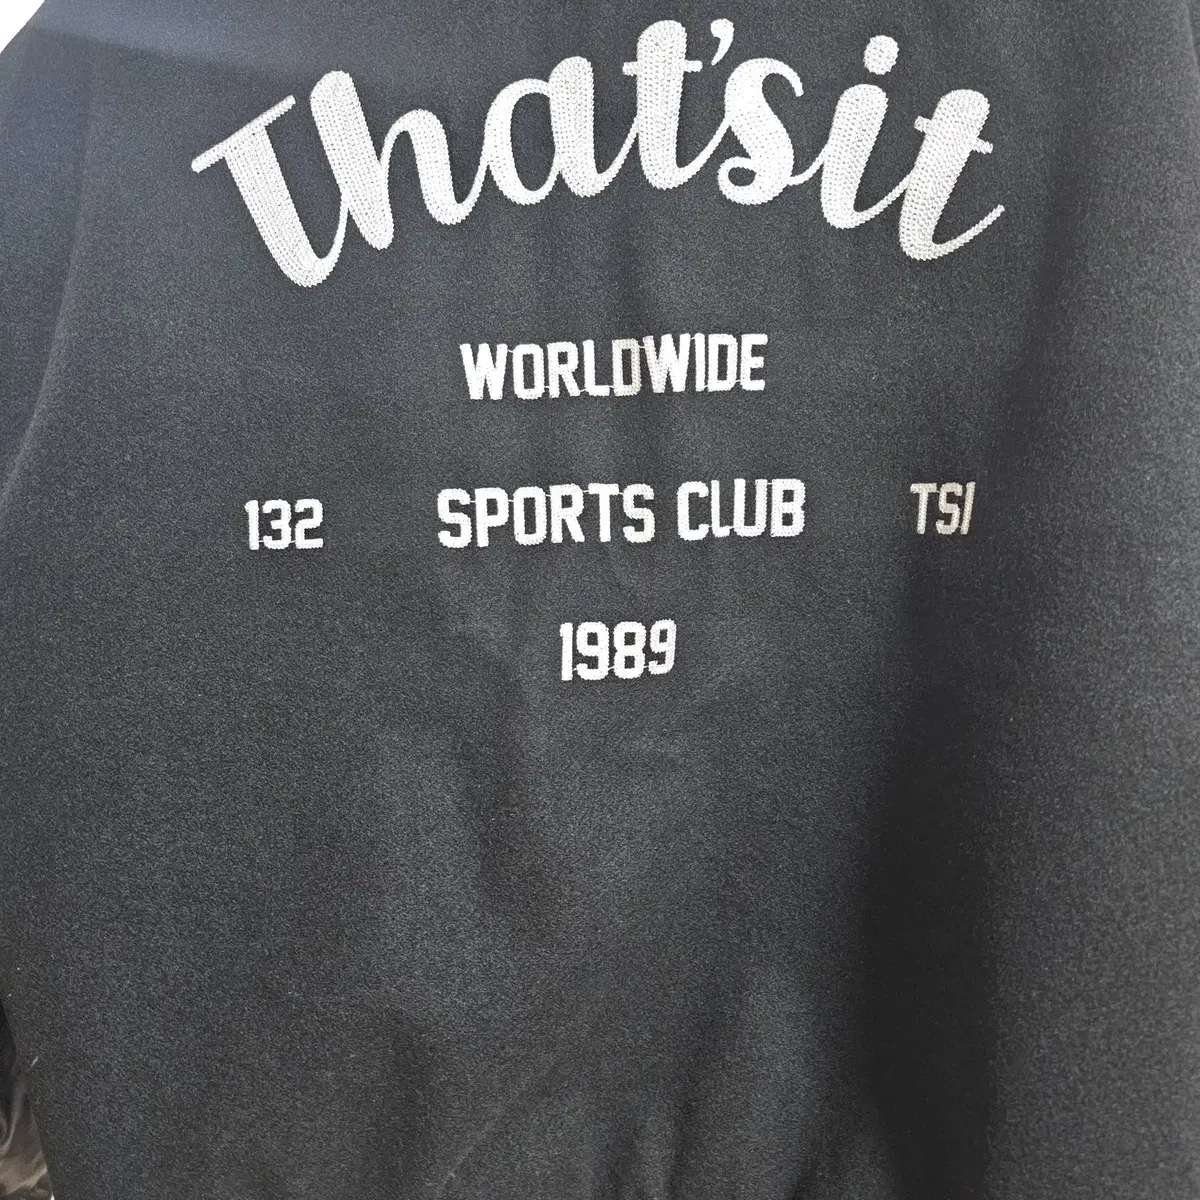 That'sit
WORLDWIDE
132 SPORTS CLUB TSI
1989